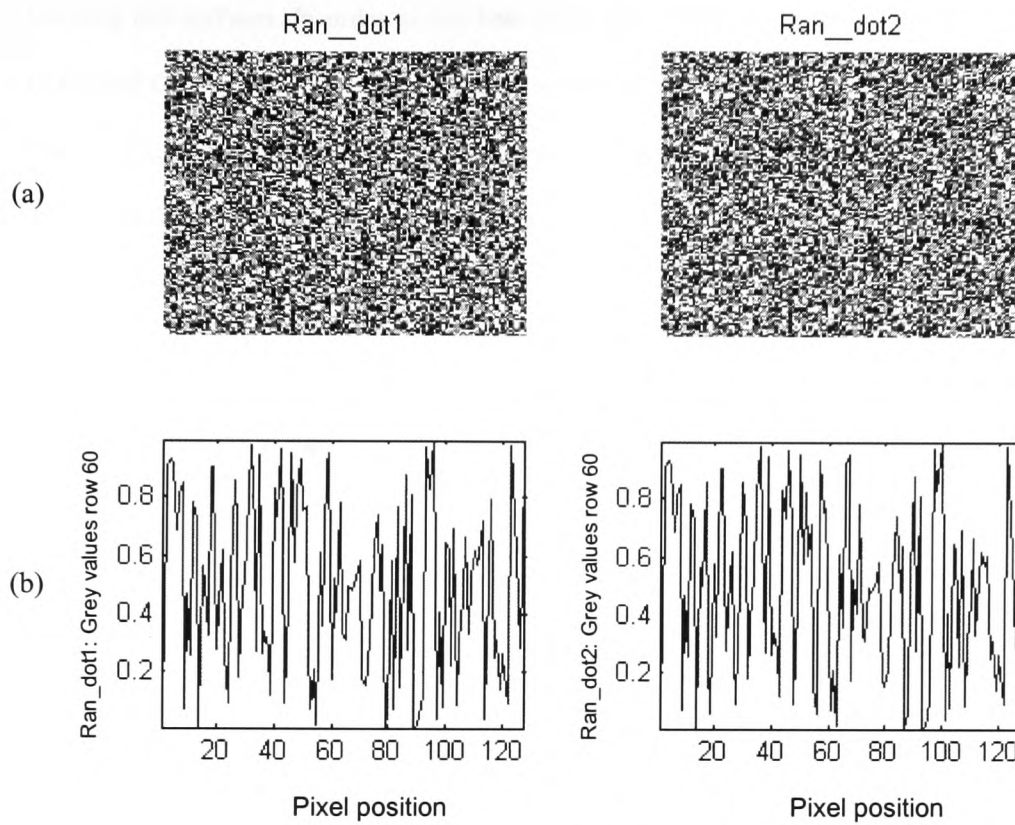 Ran__dot1
Ran__dot2
(a)
(b)
Ran_dot1: Grey values row 60
0.8
0.6
0.4
0.2
20 40 60 80 100 120
Pixel position
Ran_dot2: Grey values row 60
0.8
0.6
0.4
0.2
20 40 60 80 100
Pixel position